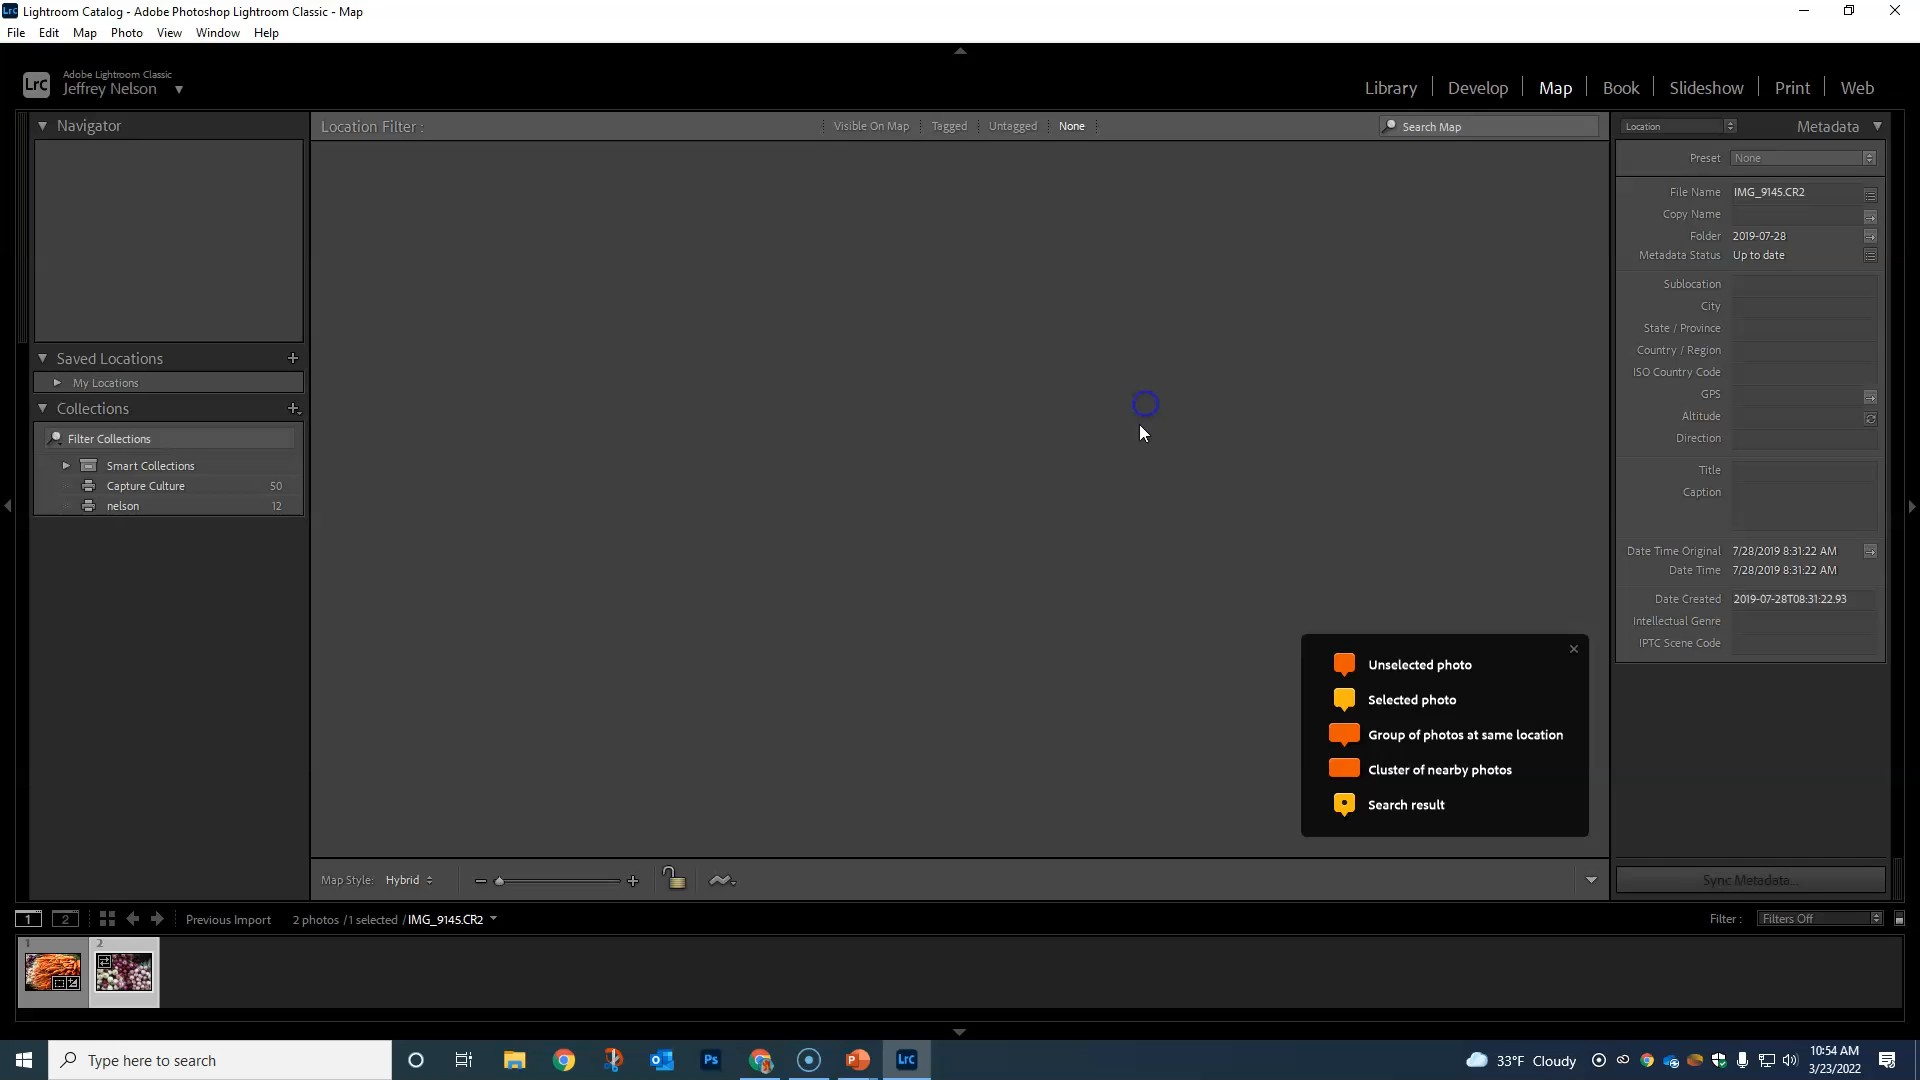 Lightroom Catalog - Adobe Photoshop Lightroom Classic - Map
File Edit Map Photo View Window Help
LrC
Adobe Lightroom Classic
Jeffrey Nelson
Library Develop Map Book Slideshow Print Web
Navigator
Location Filter : Visible On Map Tagged Untagged None
Search Map
Location
Metadata
Preset None
File Name IMG_9145.CR2
Copy Name
Folder 2019-07-28
Metadata Status Up to date
Sublocation
City
State / Province
Country / Region
ISO Country Code
GPS
Altitude
Direction
Title
Caption
Date Time Original 7/28/2019 8:31:22 AM
Date Time 7/28/2019 8:31:22 AM
Date Created 2019-07-28T08:31:22.93
Intellectual Genre
IPTC Scene Code
Saved Locations
My Locations
Collections
Filter Collections
Smart Collections
Capture Culture 50
nelson 12
Unselected photo
Selected photo
Group of photos at same location
Cluster of nearby photos
Search result
Map Style: Hybrid
Sync Metadata...
1 2 Previous Import 2 photos / 1 selected / IMG_9145.CR2
Filter : Filters Off
1 2
Type here to search
Ps
LrC
33°F Cloudy
10:54 AM
3/23/2022